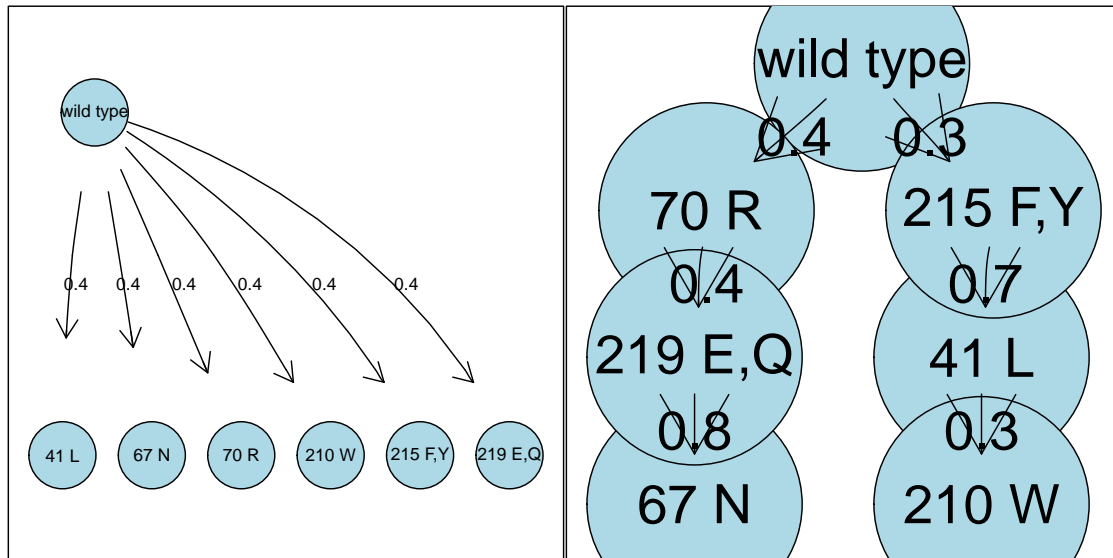 wild type
0.4 0.4 0.4 0.4 0.4 0.4
41 L 67 N 70 R 210 W 215 F,Y 219 E,Q
wild type
0.4 0.3
70 R 215 F,Y
0.4 0.7
219 E,Q 41 L
0.8 0.3
67 N 210 W